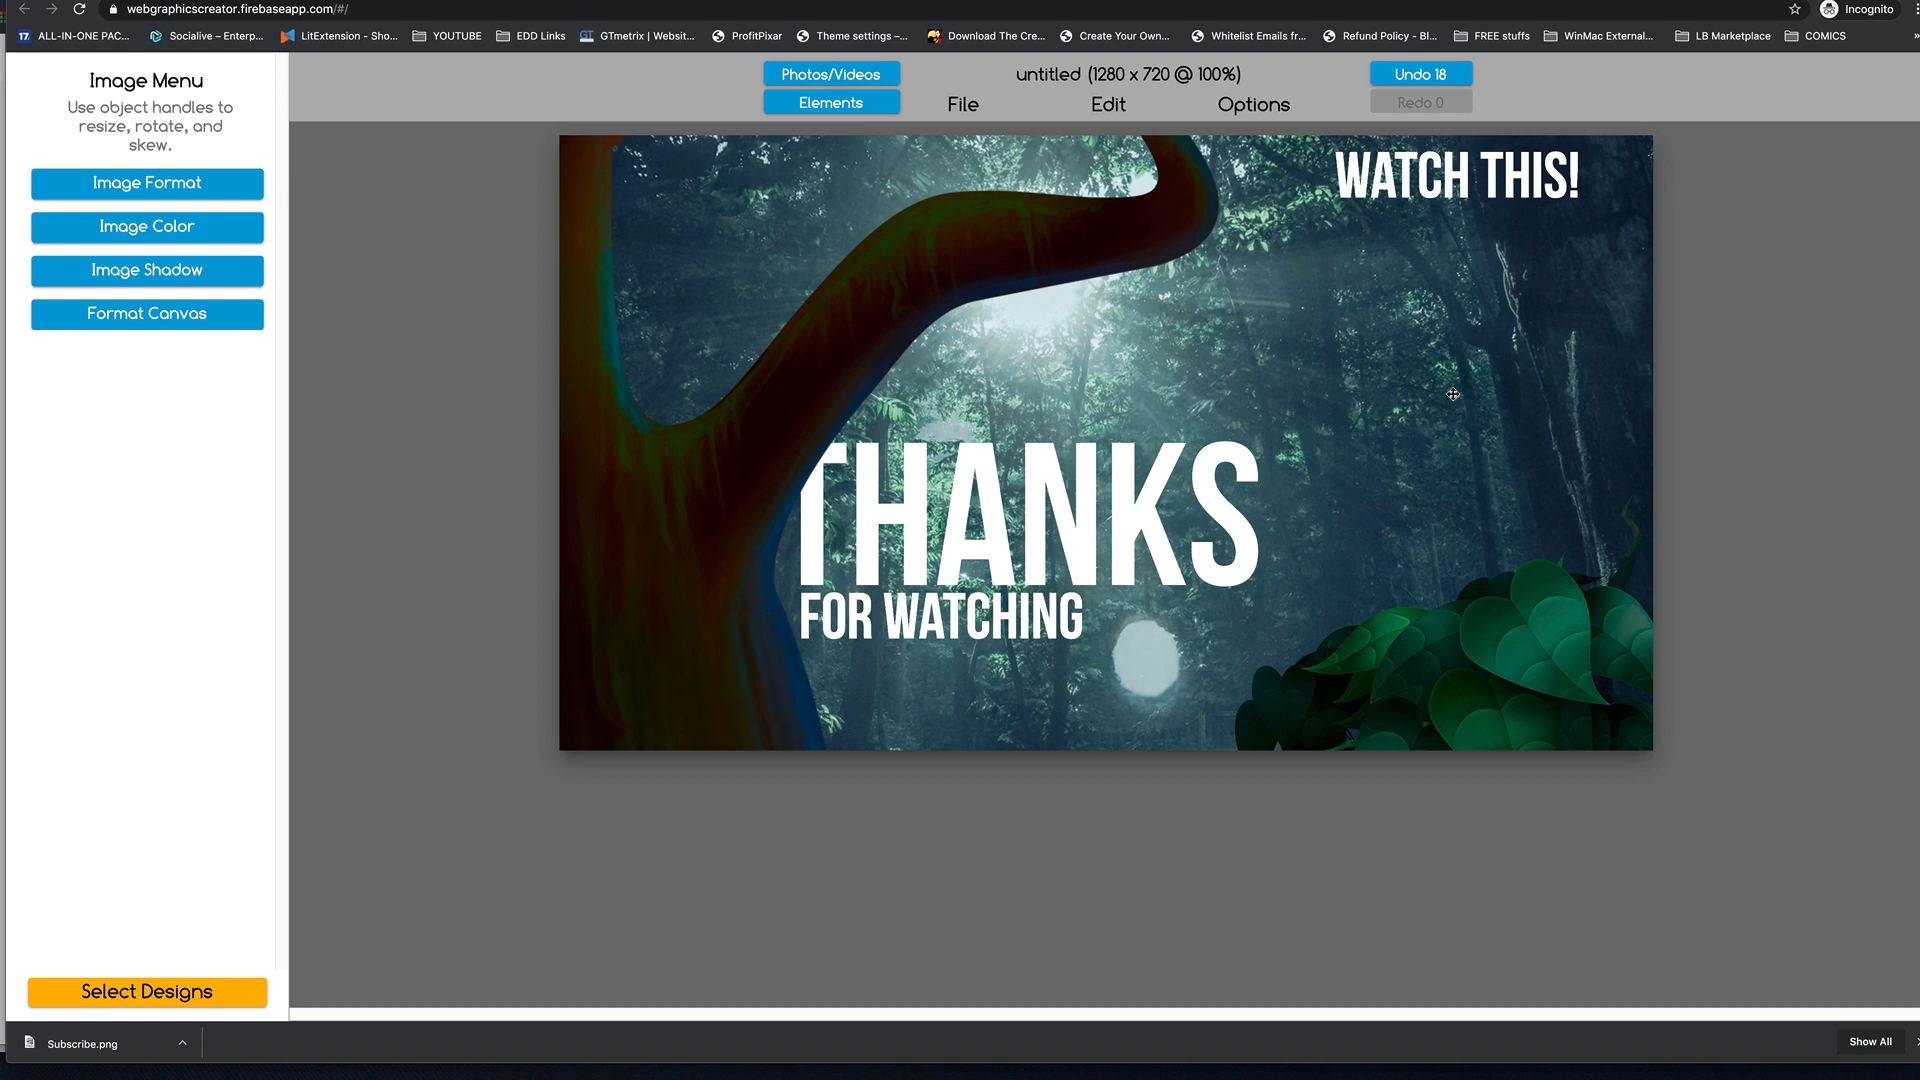 webgraphicscreator.firebaseapp.com/#/
Incognito
17 ALL-IN-ONE PAC...
Socialive – Enterp...
LitExtension - Sho...
YOUTUBE
EDD Links
GT GTmetrix | Websit...
ProfitPixar
Theme settings –...
Download The Cre...
Create Your Own...
Whitelist Emails fr...
Refund Policy - Bl...
FREE stuffs
WinMac External...
LB Marketplace
COMICS
»
Image Menu
Use object handles to
resize, rotate, and
skew.
Image Format
Image Color
Image Shadow
Format Canvas
Select Designs
Photos/Videos
Elements
untitled (1280 x 720 @ 100%)
File Edit Options
Undo 18
Redo 0
WATCH THIS!
THANKS
FOR WATCHING
Subscribe.png
Show All